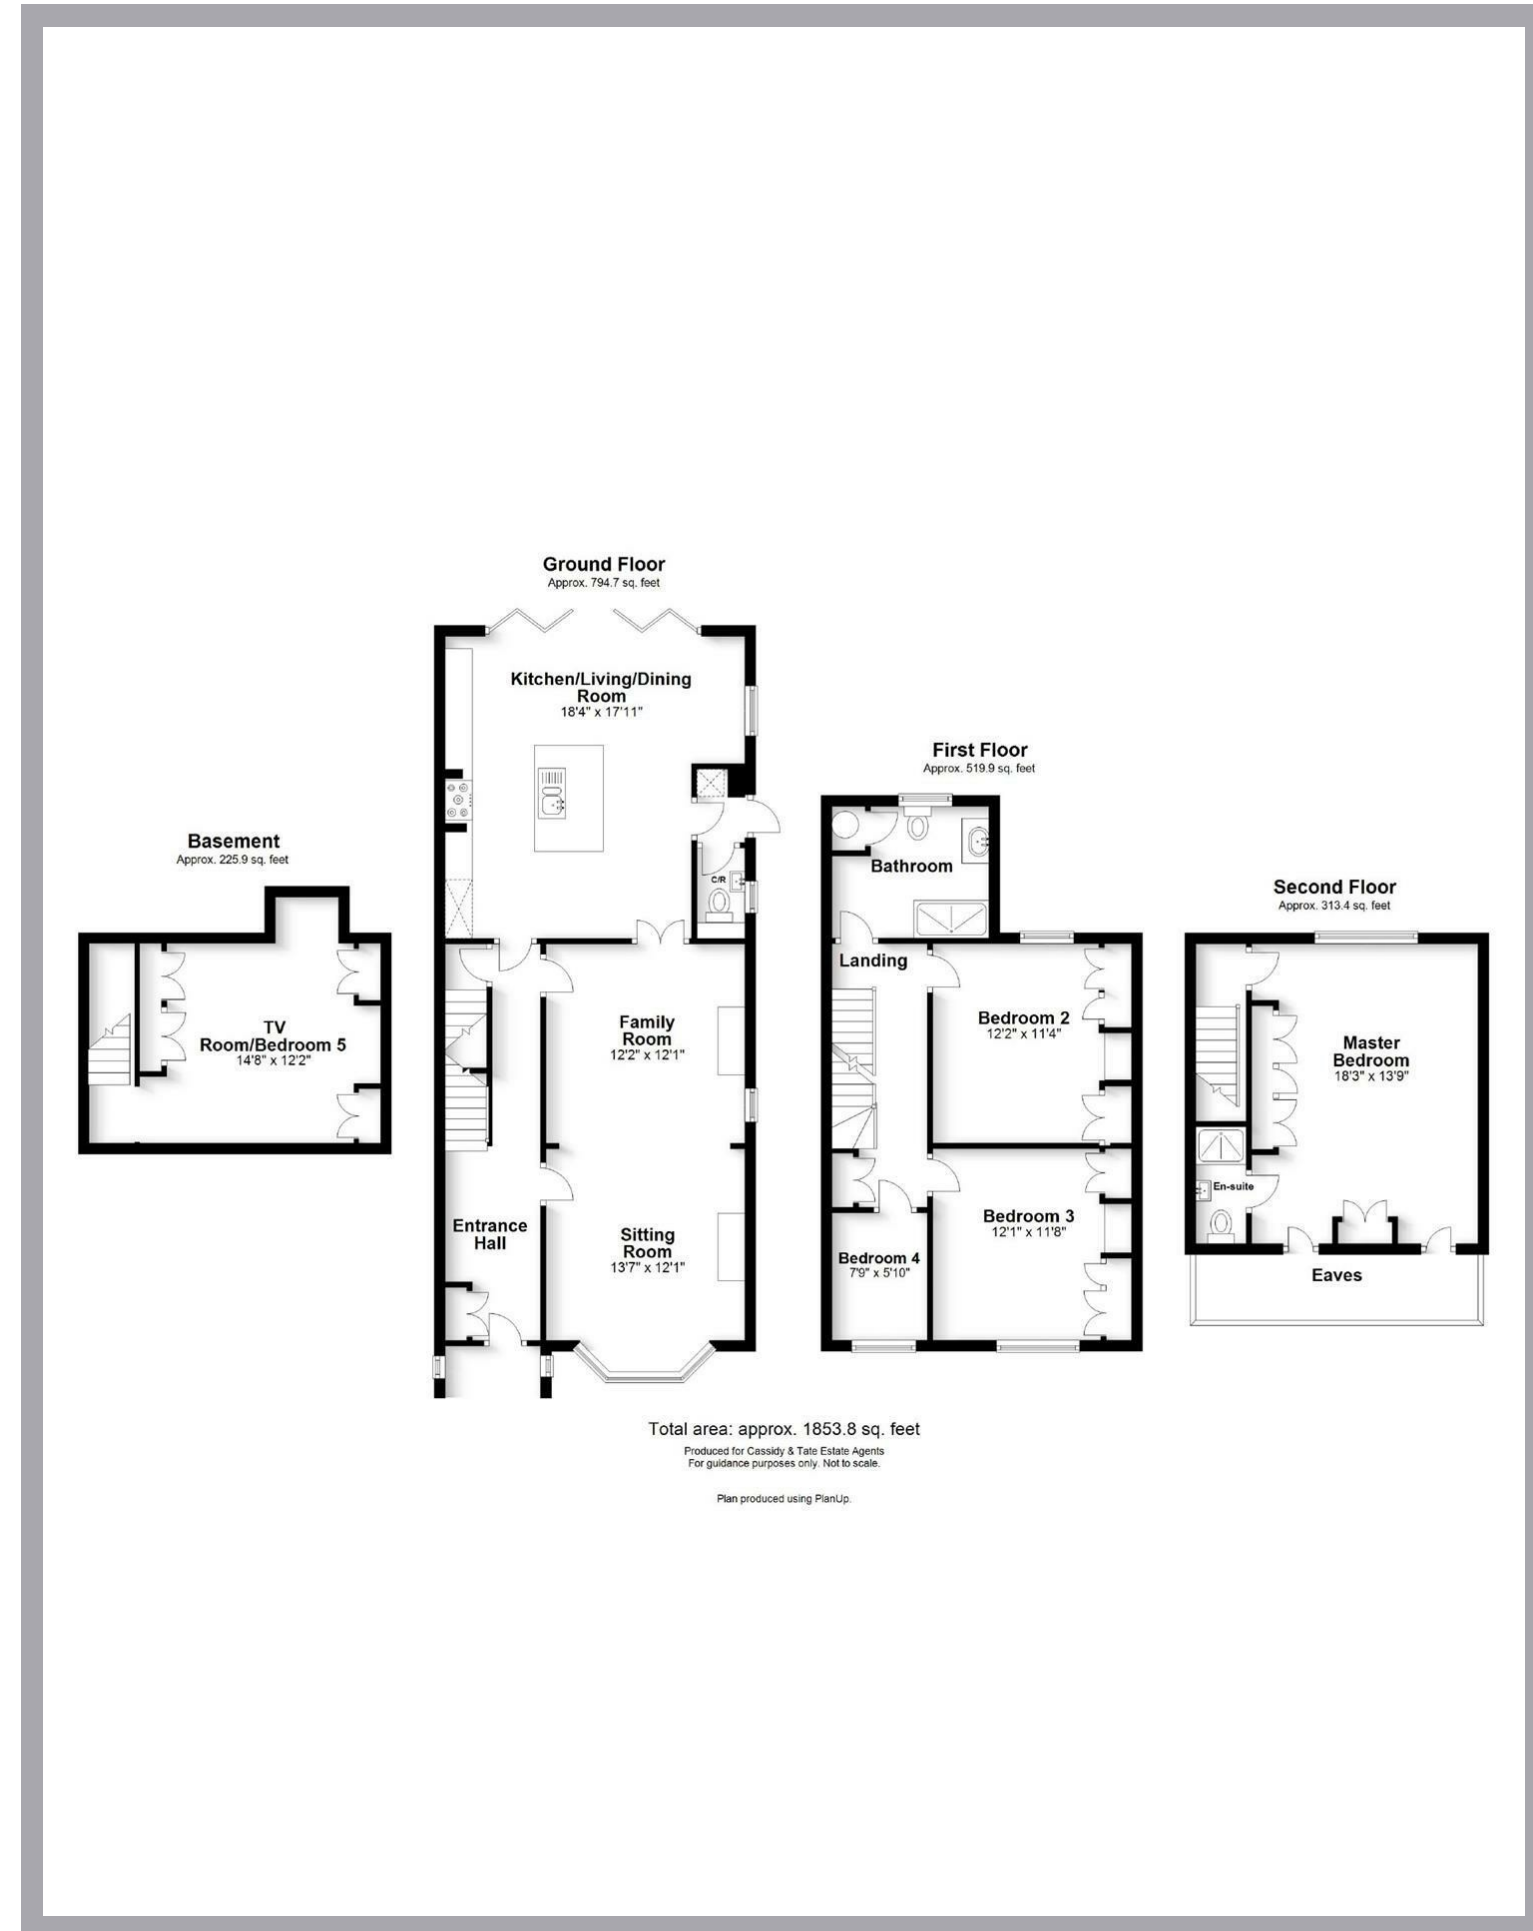 Ground Floor
Approx. 794.7 sq. feet
Kitchen/Living/Dining
Room
18'4" x 17'11"
C/R
Family
Room
12'2" x 12'1"
Entrance
Hall
Sitting
Room
13'7" x 12'1"
Basement
Approx. 225.9 sq. feet
TV
Room/Bedroom 5
14'8" x 12'2"
First Floor
Approx. 519.9 sq. feet
Bathroom
Landing
Bedroom 2
12'2" x 11'4"
Bedroom 3
12'1" x 11'8"
Bedroom 4
7'9" x 5'10"
Second Floor
Approx. 313.4 sq. feet
Master
Bedroom
18'3" x 13'9"
En-suite
Eaves
Total area: approx. 1853.8 sq. feet
Produced for Cassidy & Tate Estate Agents
For guidance purposes only. Not to scale.
Plan produced using PlanUp.